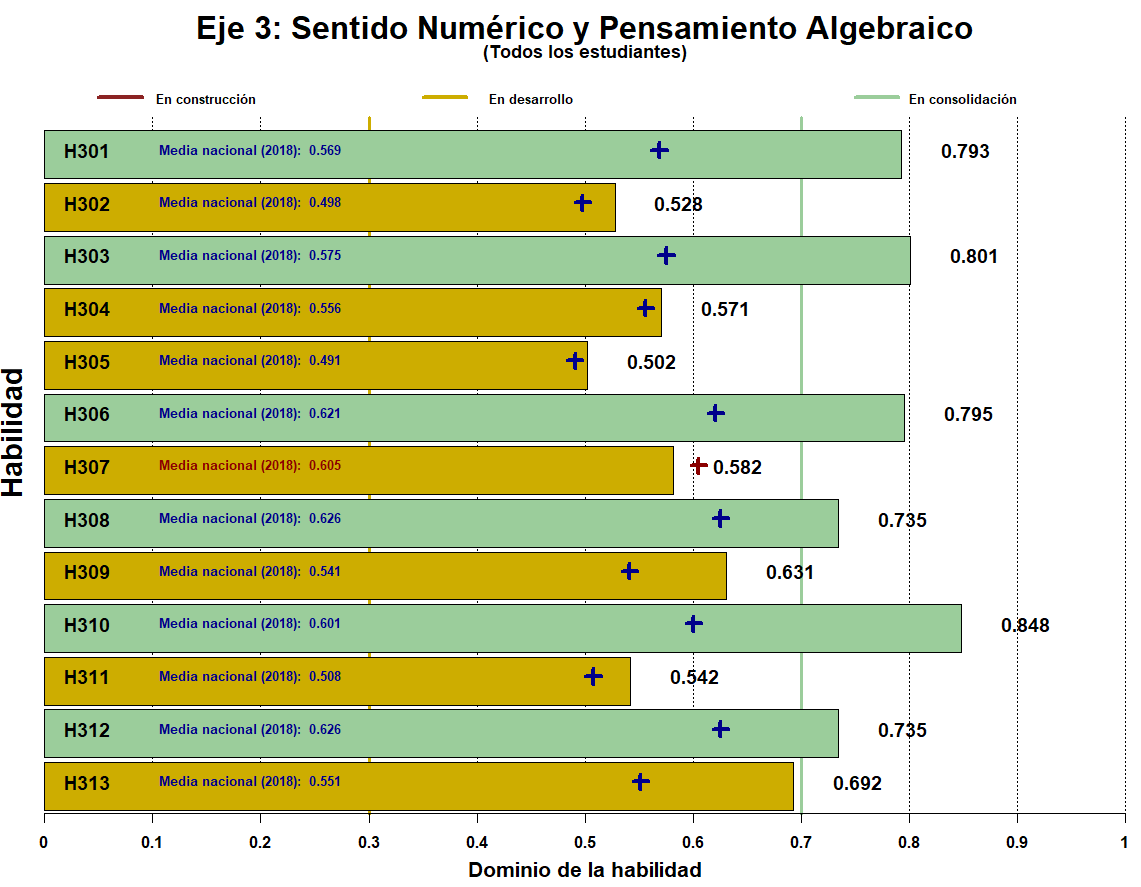 Eje 3: Sentido Numérico y Pensamiento Algebraico
(Todos los estudiantes)
En construcción En desarrollo En consolidación
H301 Media nacional (2018): 0.569 0.793
H302 Media nacional (2018): 0.498 0.528
H303 Media nacional (2018): 0.575 0.801
H304 Media nacional (2018): 0.556 0.571
H305 Media nacional (2018): 0.491 0.502
H306 Media nacional (2018): 0.621 0.795
H307 Media nacional (2018): 0.605 0.582
H308 Media nacional (2018): 0.626 0.735
H309 Media nacional (2018): 0.541 0.631
H310 Media nacional (2018): 0.601 0.848
H311 Media nacional (2018): 0.508 0.542
H312 Media nacional (2018): 0.626 0.735
H313 Media nacional (2018): 0.551 0.692
Habilidad
0 0.1 0.2 0.3 0.4 0.5 0.6 0.7 0.8 0.9 1
Dominio de la habilidad